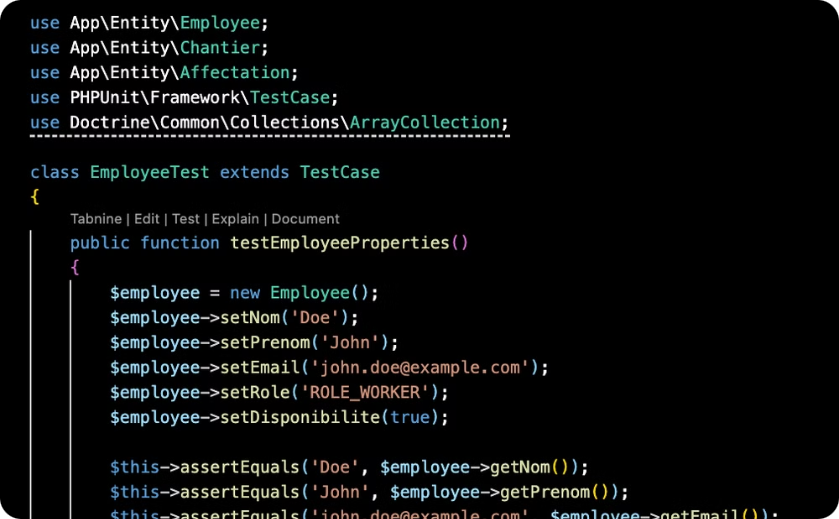 use App\Entity\Employee;
use App\Entity\Chantier;
use App\Entity\Affectation;
use PHPUnit\Framework\TestCase;
use Doctrine\Common\Collections\ArrayCollection;
class EmployeeTest extends TestCase
{
Tabnine | Edit | Test | Explain | Document
public function testEmployeeProperties()
{
$employee = new Employee();
$employee->setNom('Doe');
$employee->setPrenom('John');
$employee->setEmail('john.doe@example.com');
$employee->setRole('ROLE_WORKER');
$employee->setDisponibilite(true);
$this->assertEquals('Doe', $employee->getNom());
$this->assertEquals('John', $employee->getPrenom());
$this->assertEquals('john.doe@example.com', $employee->getEmail());